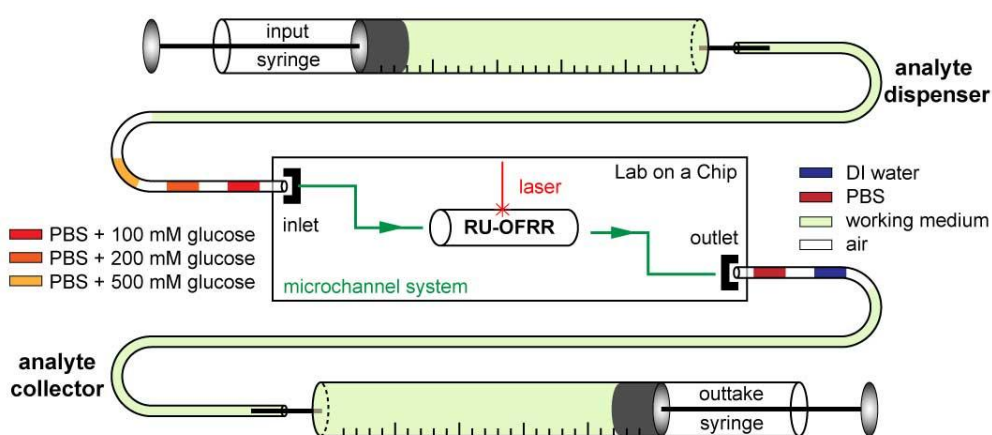 input
syringe
analyte
dispenser
Lab on a Chip
laser
DI water
PBS
working medium
air
inlet
RU-OFRR
outlet
PBS + 100 mM glucose
PBS + 200 mM glucose
PBS + 500 mM glucose
microchannel system
analyte
collector
outtake
syringe